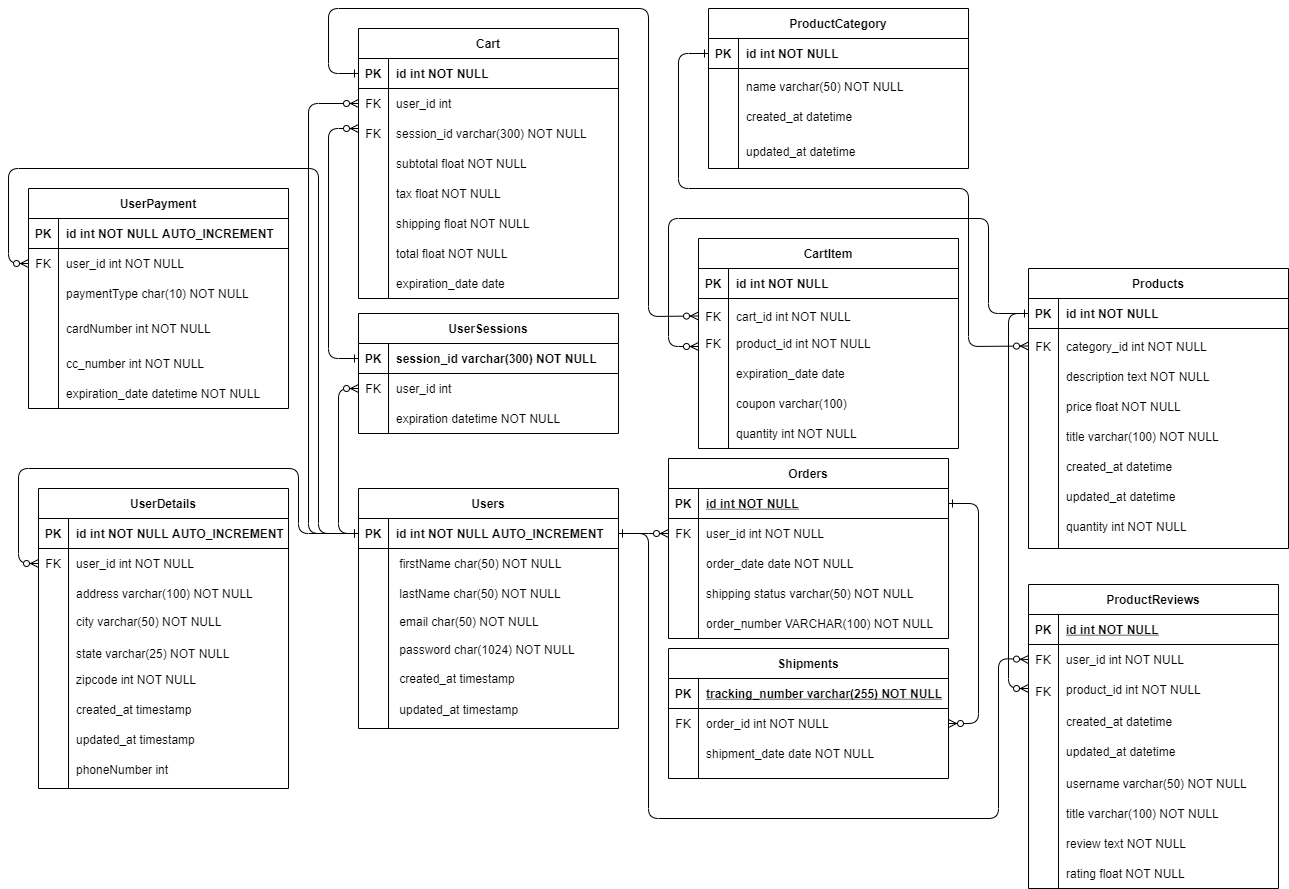 Cart
PK id int NOT NULL
FK user_id int
FK session_id varchar(300) NOT NULL
subtotal float NOT NULL
tax float NOT NULL
shipping float NOT NULL
total float NOT NULL
expiration_date date
ProductCategory
PK id int NOT NULL
name varchar(50) NOT NULL
created_at datetime
updated_at datetime
UserPayment
PK id int NOT NULL AUTO_INCREMENT
FK user_id int NOT NULL
paymentType char(10) NOT NULL
cardNumber int NOT NULL
cc_number int NOT NULL
expiration_date datetime NOT NULL
UserSessions
PK session_id varchar(300) NOT NULL
FK user_id int
expiration datetime NOT NULL
CartItem
PK id int NOT NULL
FK cart_id int NOT NULL
FK product_id int NOT NULL
expiration_date date
coupon varchar(100)
quantity int NOT NULL
Products
PK id int NOT NULL
FK category_id int NOT NULL
description text NOT NULL
price float NOT NULL
title varchar(100) NOT NULL
created_at datetime
updated_at datetime
quantity int NOT NULL
UserDetails
PK id int NOT NULL AUTO_INCREMENT
FK user_id int NOT NULL
address varchar(100) NOT NULL
city varchar(50) NOT NULL
state varchar(25) NOT NULL
zipcode int NOT NULL
created_at timestamp
updated_at timestamp
phoneNumber int
Users
PK id int NOT NULL AUTO_INCREMENT
firstName char(50) NOT NULL
lastName char(50) NOT NULL
email char(50) NOT NULL
password char(1024) NOT NULL
created_at timestamp
updated_at timestamp
Orders
PK id int NOT NULL
FK user_id int NOT NULL
order_date date NOT NULL
shipping status varchar(50) NOT NULL
order_number VARCHAR(100) NOT NULL
Shipments
PK tracking_number varchar(255) NOT NULL
FK order_id int NOT NULL
shipment_date date NOT NULL
ProductReviews
PK id int NOT NULL
FK user_id int NOT NULL
FK product_id int NOT NULL
created_at datetime
updated_at datetime
username varchar(50) NOT NULL
title varchar(100) NOT NULL
review text NOT NULL
rating float NOT NULL